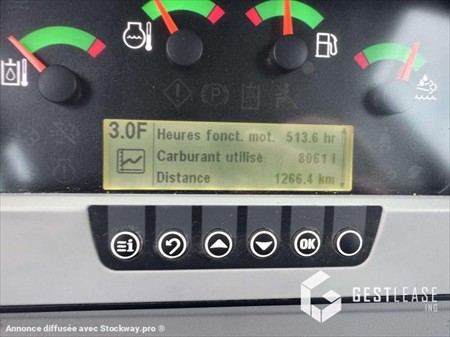 3.0F
Heures fonct. mot. 513.6 hr
Carburant utilisé 8061 l
Distance 1266.4 km
i
OK
GESTLEASE
INC
Annonce diffusée avec Stockway.pro ®